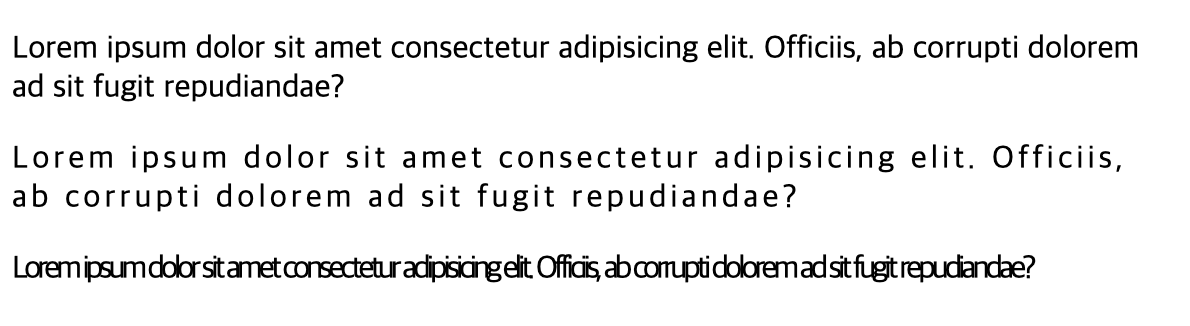 Lorem ipsum dolor sit amet consectetur adipisicing elit. Officiis, ab corrupti dolorem
ad sit fugit repudiandae?
Lorem ipsum dolor sit amet consectetur adipisicing elit. Officiis,
ab corrupti dolorem ad sit fugit repudiandae?
Lorem ipsum dolor sit amet consectetur adipisicing elit. Officiis, ab corrupti dolorem ad sit fugit repudiandae?